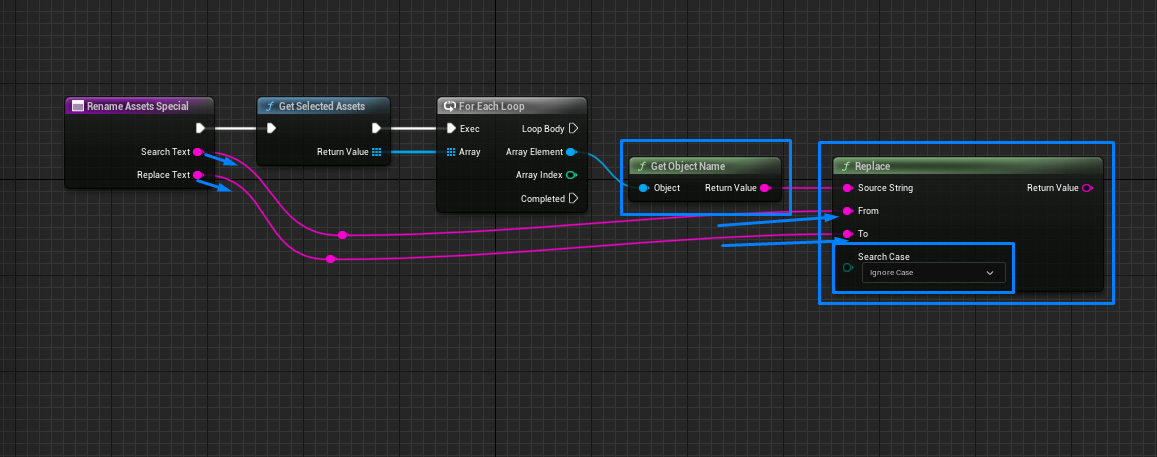 Rename Assets Special
Search Text
Replace Text
Get Selected Assets
Return Value
For Each Loop
Exec
Loop Body
Array
Array Element
Array Index
Completed
Get Object Name
Object
Return Value
Replace
Source String
Return Value
From
To
Search Case
Ignore Case